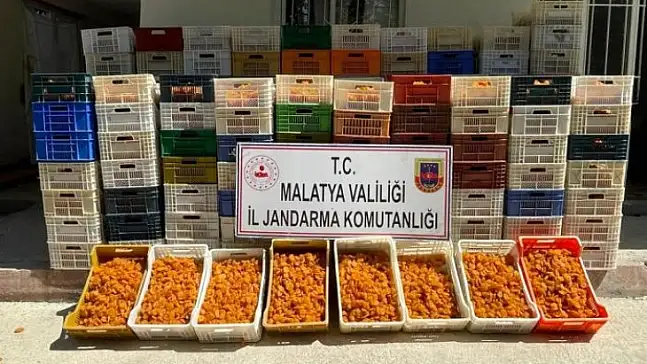 T.C.
MALATYA VALİLİĞİ
İL JANDARMA KOMUTANLIĞI